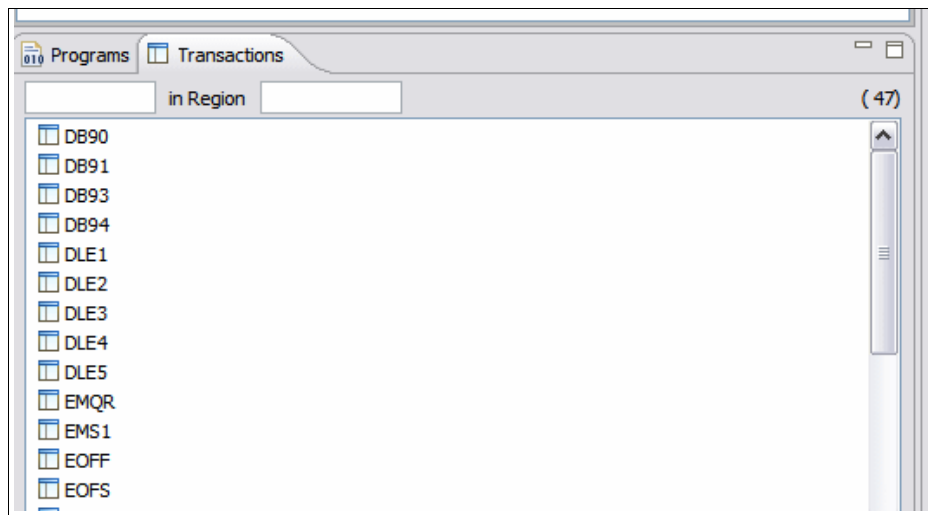 Programs Transactions
in Region ( 47)
DB90
DB91
DB93
DB94
DLE1
DLE2
DLE3
DLE4
DLE5
EMQR
EMS1
EOFF
EOFS